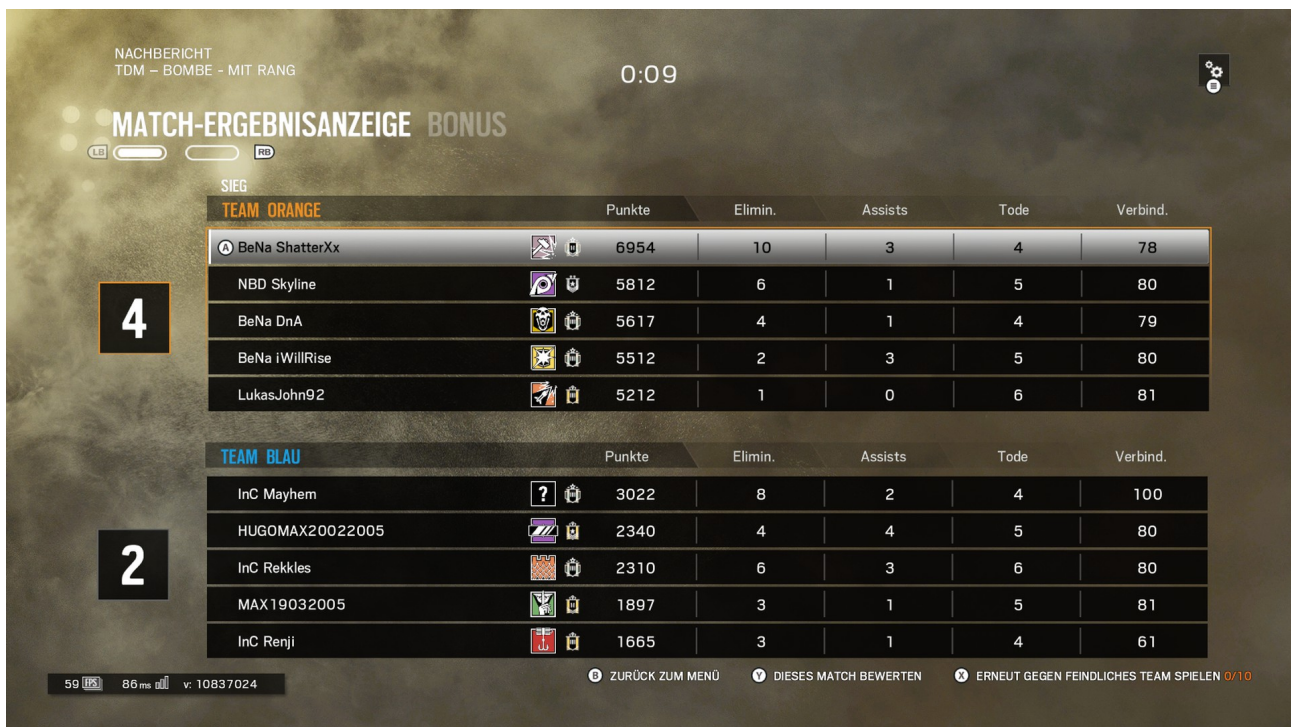 NACHBERICHT
TDM – BOMBE - MIT RANG
0:09
MATCH-ERGEBNISANZEIGE BONUS
LB RB
SIEG
TEAM ORANGE Punkte Elimin. Assists Tode Verbind.
A BeNa ShatterXx 6954 10 3 4 78
NBD Skyline 5812 6 1 5 80
4
BeNa DnA 5617 4 1 4 79
BeNa iWillRise 5512 2 3 5 80
LukasJohn92 5212 1 0 6 81
TEAM BLAU Punkte Elimin. Assists Tode Verbind.
InC Mayhem ? 3022 8 2 4 100
HUGOMAX20022005 2340 4 4 5 80
2
InC Rekkles 2310 6 3 6 80
MAX19032005 1897 3 1 5 81
InC Renji 1665 3 1 4 61
59 FPS 86 ms v: 10837024
B ZURÜCK ZUM MENÜ Y DIESES MATCH BEWERTEN X ERNEUT GEGEN FEINDLICHES TEAM SPIELEN 0/10